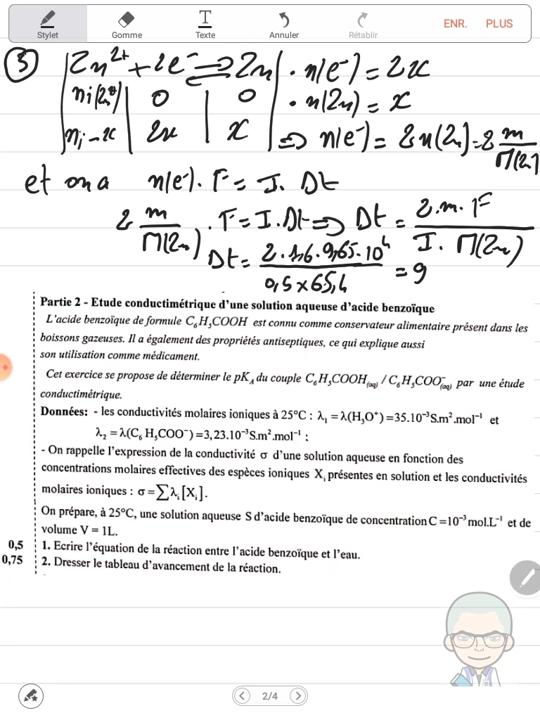 Stylet Gomme Texte Annuler Rétablir ENR. PLUS
③ Zn²⁺ + 2e⁻ ⇌ Zn • n(e⁻) = 2x
ni(Zn²⁺) 0 0 • n(Zn) = x
ni - x 2x x => n(e⁻) = 2n(Zn) = 2 m/M(Zn)
et on a n(e⁻). F = I. Dt
2 m/M(Zn) . F = I. Dt => Dt = 2.m.F / I. M(Zn)
Dt = 2.1,6.9,65.10⁴ / 0,5 x 65,4 = 9
Partie 2 - Etude conductimétrique d'une solution aqueuse d'acide benzoïque
L'acide benzoïque de formule C₆H₅COOH est connu comme conservateur alimentaire présent dans les
boissons gazeuses. Il a également des propriétés antiseptiques, ce qui explique aussi
son utilisation comme médicament.
Cet exercice se propose de déterminer le pKA du couple C₆H₅COOH(aq) / C₆H₅COO⁻(aq) par une étude
conductimétrique.
Données: - les conductivités molaires ioniques à 25°C : λ₁ = λ(H₃O⁺)=35.10⁻³S.m².mol⁻¹ et
λ₂ = λ(C₆H₅COO⁻)=3,23.10⁻³S.m².mol⁻¹ ;
- On rappelle l'expression de la conductivité σ d'une solution aqueuse en fonction des
concentrations molaires effectives des espèces ioniques Xᵢ présentes en solution et les conductivités
molaires ioniques : σ=∑λᵢ[Xᵢ].
On prépare, à 25°C, une solution aqueuse S d'acide benzoïque de concentration C=10⁻³mol.L⁻¹ et de
volume V = 1L.
0,5 1. Ecrire l'équation de la réaction entre l'acide benzoïque et l'eau.
0,75 2. Dresser le tableau d'avancement de la réaction.
2/4